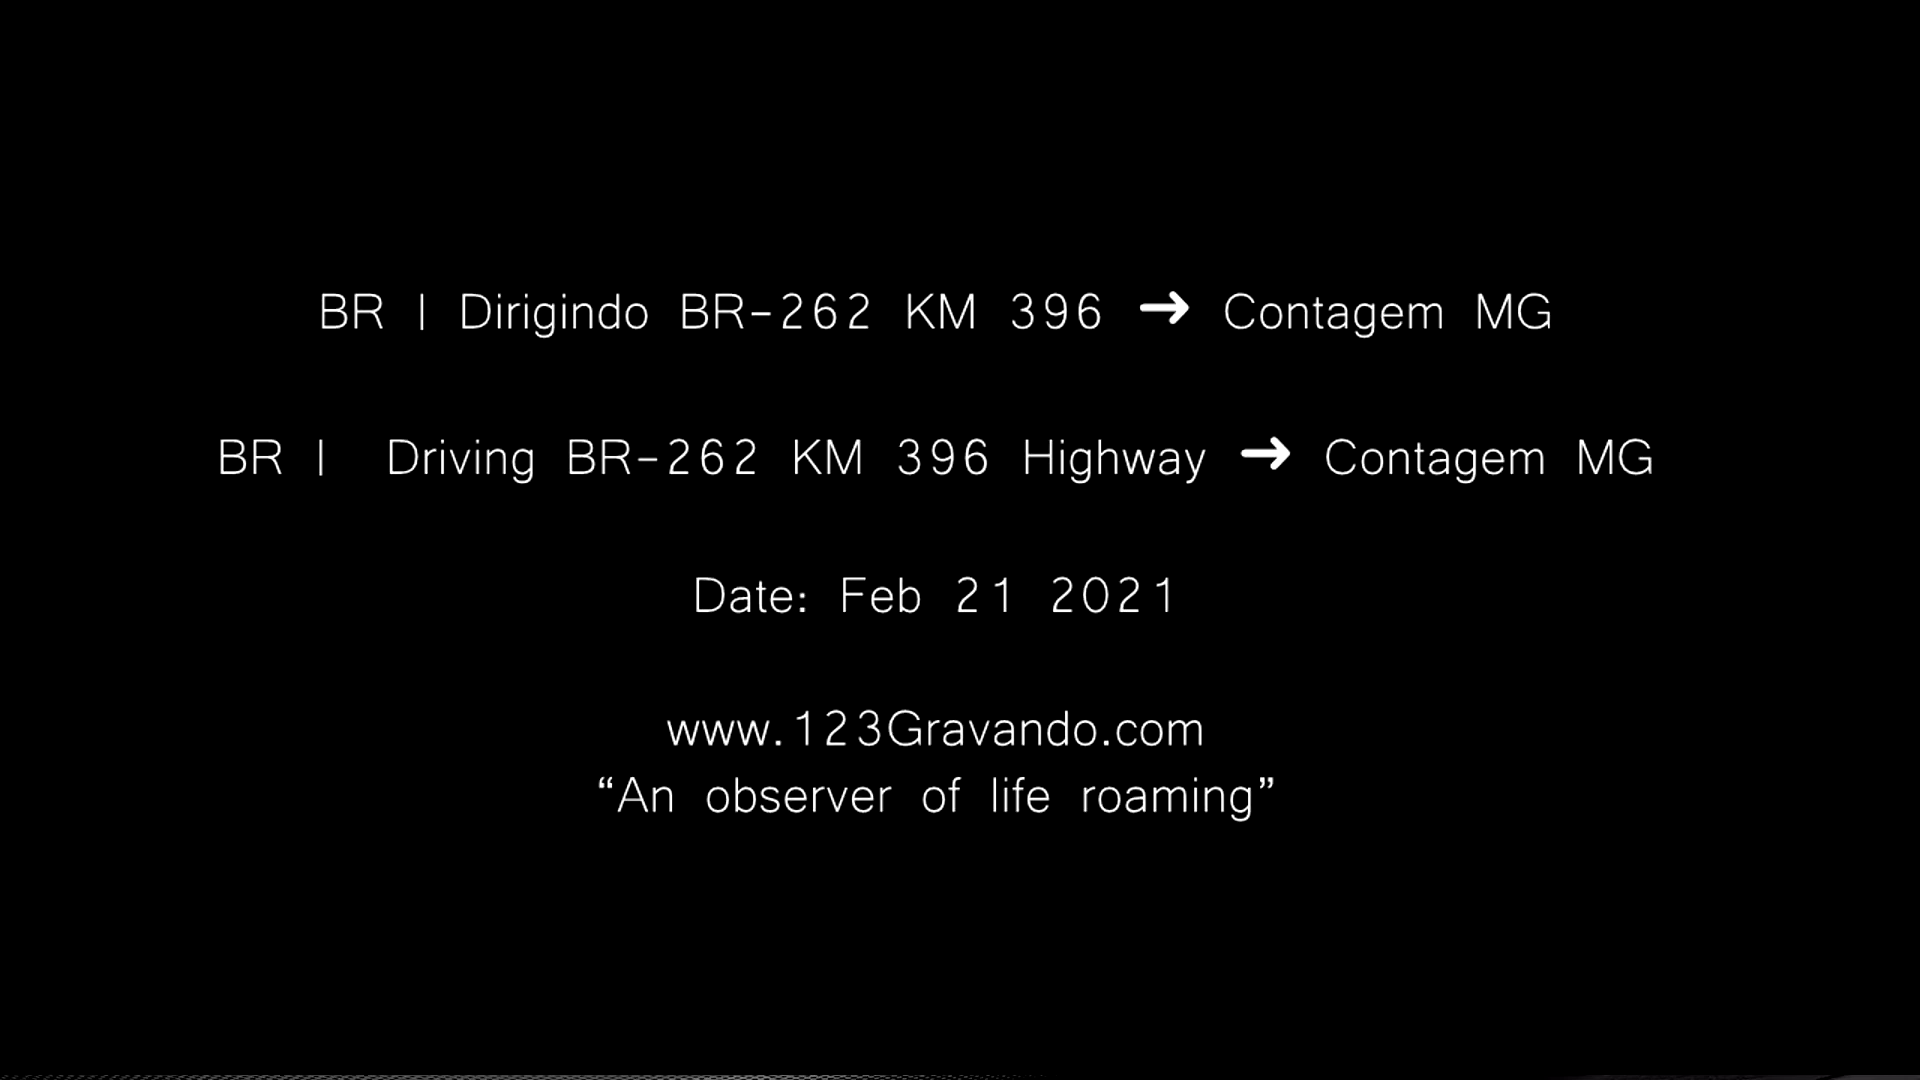 BR | Dirigindo BR-262 KM 396 ➔ Contagem MG
BR | Driving BR-262 KM 396 Highway ➔ Contagem MG
Date: Feb 21 2021
www.123Gravando.com
“An observer of life roaming”